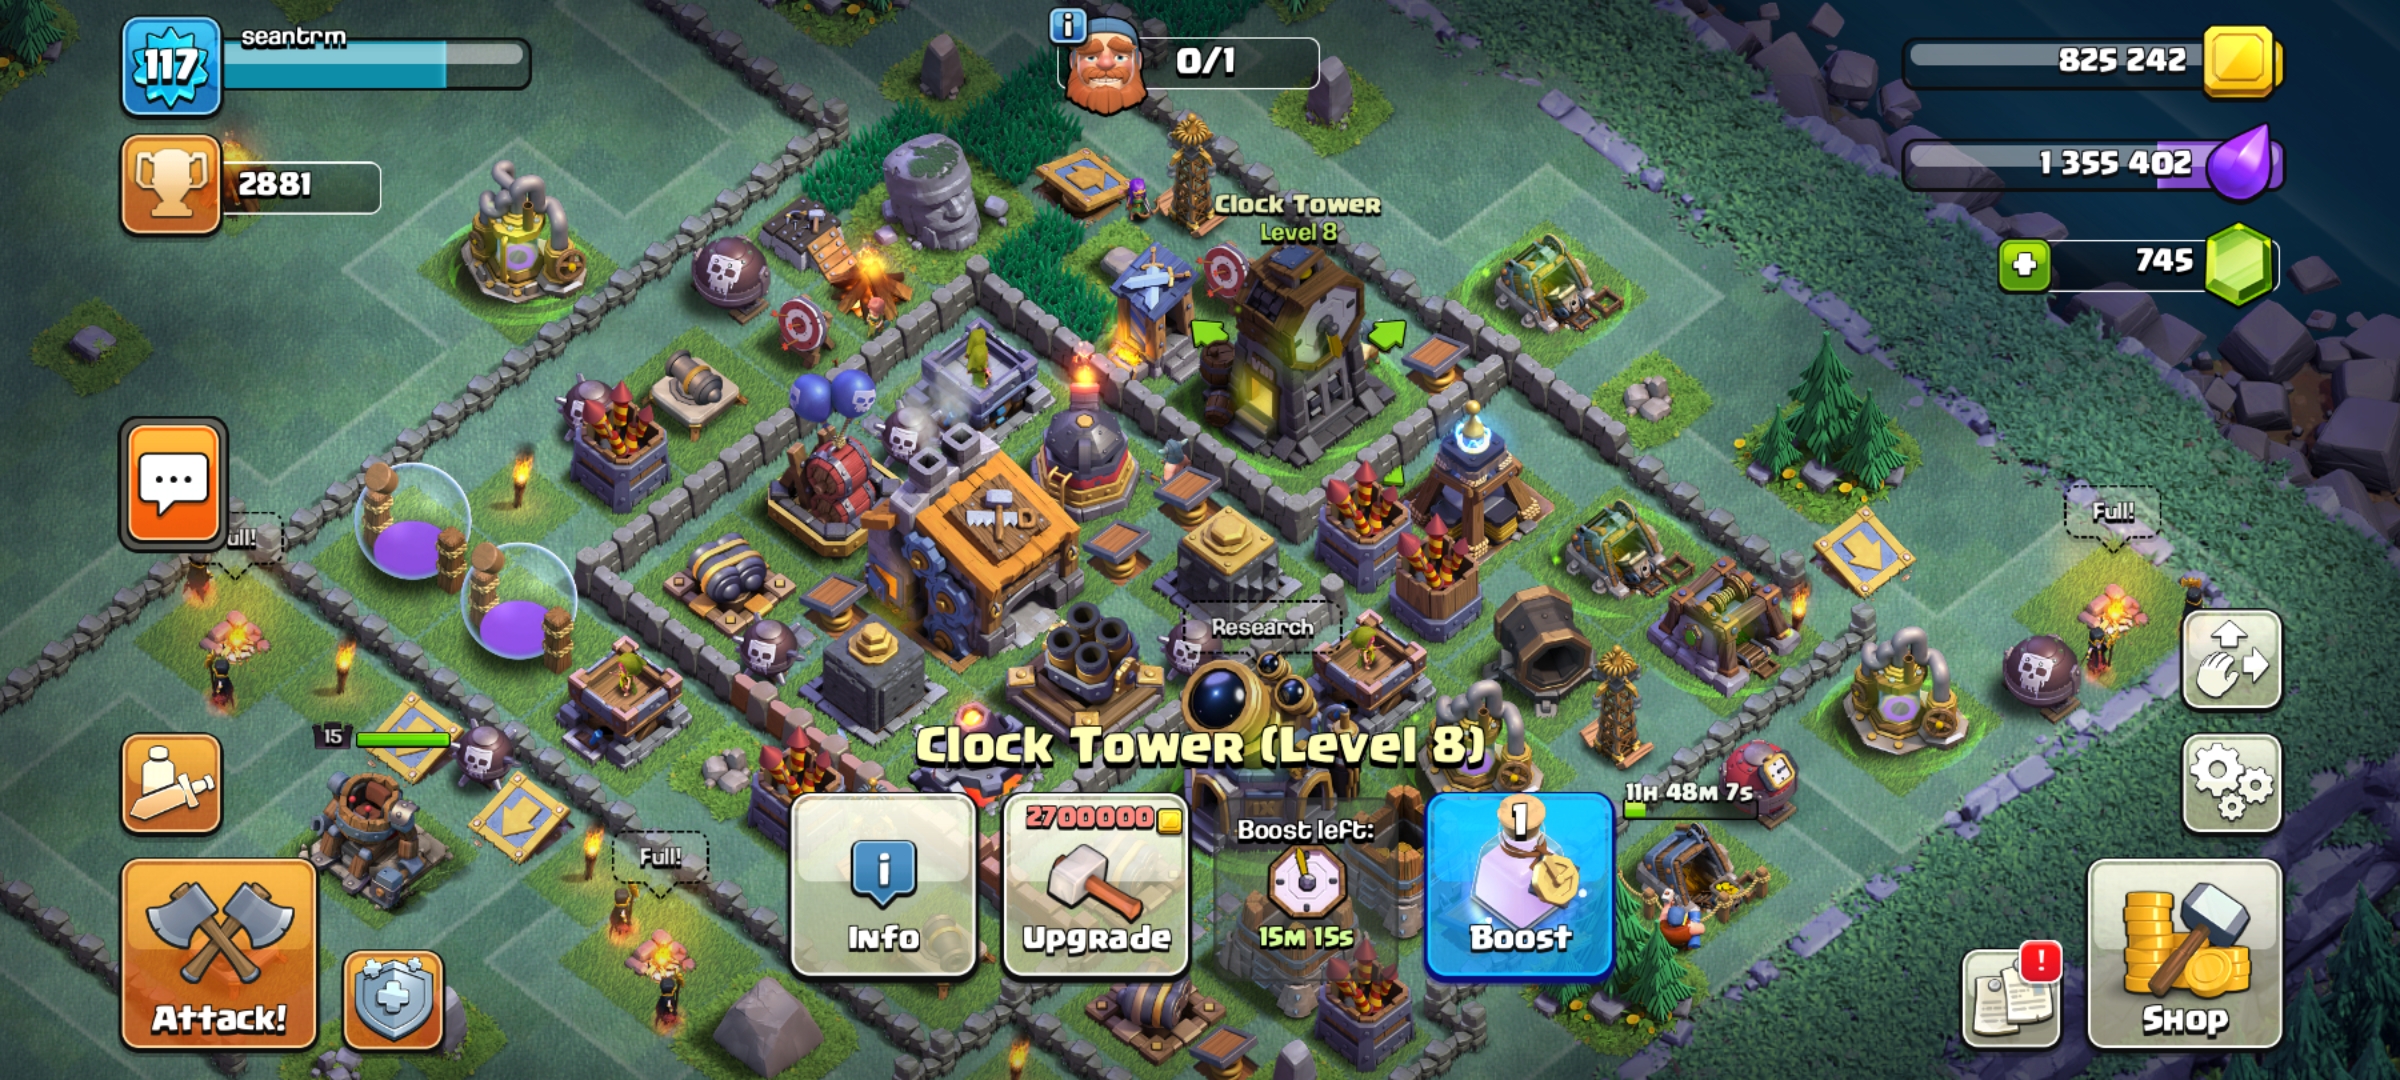 117
seantrm
0/1
825 242
2881
1 355 402
Clock Tower
Level 8
745
Full!
ull!
Research
15
Clock Tower (Level 8)
11H 48M 7s
2700000
Boost left:
1
Full!
Info
Upgrade
15M 15s
Boost
Attack!
Shop